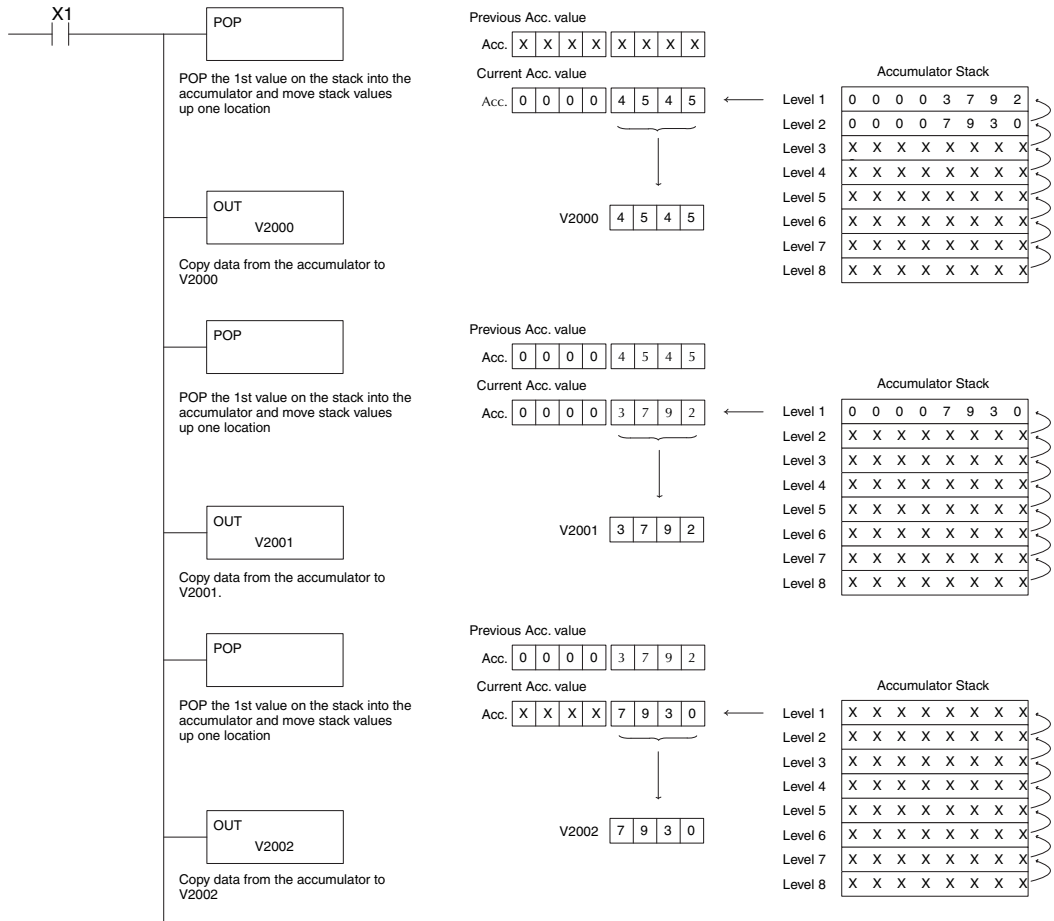 X1
POP
POP the 1st value on the stack into the
accumulator and move stack values
up one location
Previous Acc. value
Acc. X X X X X X X X
Current Acc. value
Acc. 0 0 0 0 4 5 4 5
V2000 4 5 4 5
Accumulator Stack
Level 1 0 0 0 0 3 7 9 2
Level 2 0 0 0 0 7 9 3 0
Level 3 X X X X X X X X
Level 4 X X X X X X X X
Level 5 X X X X X X X X
Level 6 X X X X X X X X
Level 7 X X X X X X X X
Level 8 X X X X X X X X
OUT
V2000
Copy data from the accumulator to
V2000
POP
POP the 1st value on the stack into the
accumulator and move stack values
up one location
Previous Acc. value
Acc. 0 0 0 0 4 5 4 5
Current Acc. value
Acc. 0 0 0 0 3 7 9 2
V2001 3 7 9 2
Accumulator Stack
Level 1 0 0 0 0 7 9 3 0
Level 2 X X X X X X X X
Level 3 X X X X X X X X
Level 4 X X X X X X X X
Level 5 X X X X X X X X
Level 6 X X X X X X X X
Level 7 X X X X X X X X
Level 8 X X X X X X X X
OUT
V2001
Copy data from the accumulator to
V2001.
POP
POP the 1st value on the stack into the
accumulator and move stack values
up one location
Previous Acc. value
Acc. 0 0 0 0 3 7 9 2
Current Acc. value
Acc. X X X X 7 9 3 0
V2002 7 9 3 0
Accumulator Stack
Level 1 X X X X X X X X
Level 2 X X X X X X X X
Level 3 X X X X X X X X
Level 4 X X X X X X X X
Level 5 X X X X X X X X
Level 6 X X X X X X X X
Level 7 X X X X X X X X
Level 8 X X X X X X X X
OUT
V2002
Copy data from the accumulator to
V2002